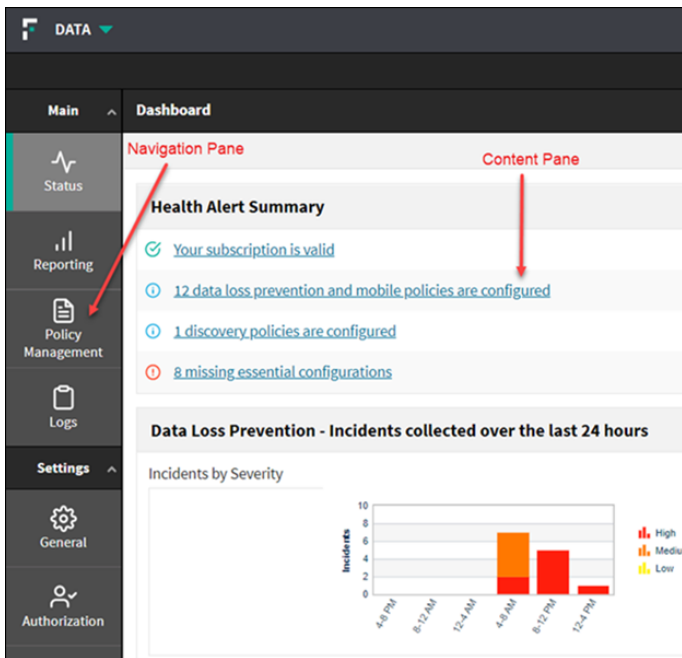 DATA
Main
Dashboard
Navigation Pane
Content Pane
Status
Health Alert Summary
Your subscription is valid
Reporting
12 data loss prevention and mobile policies are configured
Policy
Management
1 discovery policies are configured
8 missing essential configurations
Logs
Data Loss Prevention - Incidents collected over the last 24 hours
Settings
Incidents by Severity
General
Authorization
Incidents
10
8
6
4
2
0
4-8 PM
8-12 AM
12-4 AM
4-8 AM
8-12 PM
12-4 PM
High
Mediu
Low